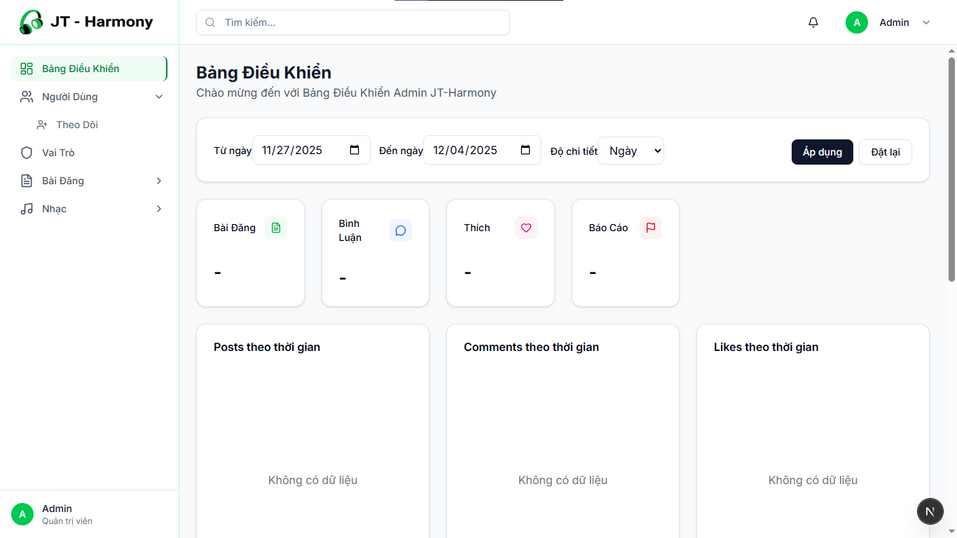 JT - Harmony
Tìm kiếm...
A
Admin
Bảng Điều Khiển
Người Dùng
Theo Dõi
Vai Trò
Bài Đăng
Nhạc
Bảng Điều Khiển
Chào mừng đến với Bảng Điều Khiển Admin JT-Harmony
Từ ngày
11/27/2025
Đến ngày
12/04/2025
Độ chi tiết
Ngày
Áp dụng
Đặt lại
Bài Đăng
-
Bình
Luận
-
Thích
-
Báo Cáo
-
Posts theo thời gian
Không có dữ liệu
Comments theo thời gian
Không có dữ liệu
Likes theo thời gian
Không có dữ liệu
A
Admin
Quản trị viên
N